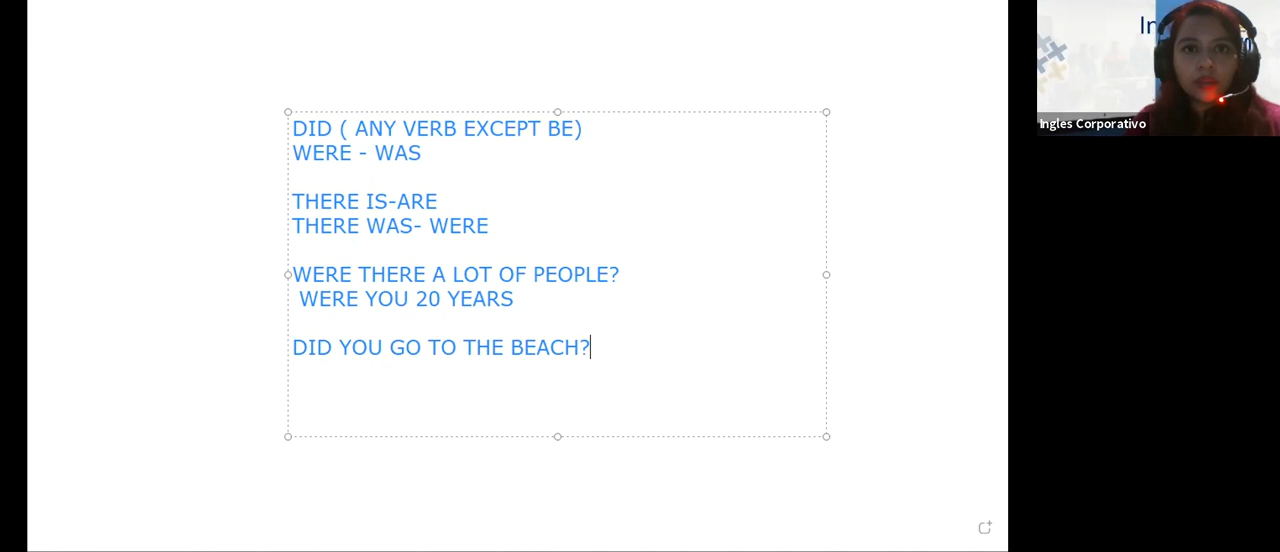 DID ( ANY VERB EXCEPT BE)
WERE - WAS
THERE IS-ARE
THERE WAS- WERE
WERE THERE A LOT OF PEOPLE?
WERE YOU 20 YEARS
DID YOU GO TO THE BEACH?
Ingles Corporativo